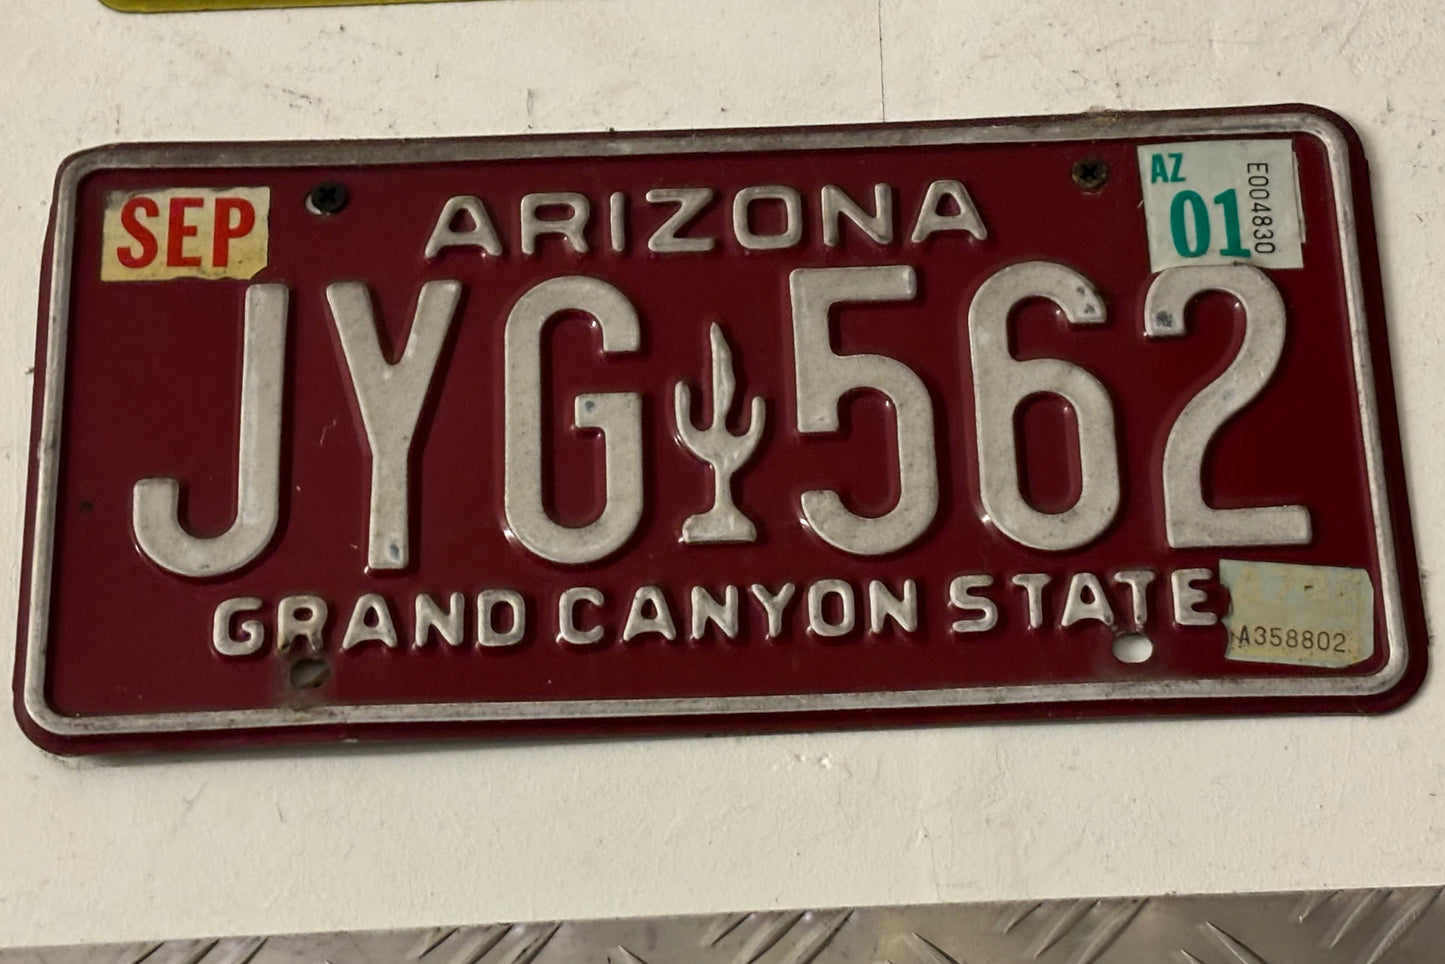 SEP
ARIZONA
AZ
01
E004830
JYG 562
GRAND CANYON STATE
A358802